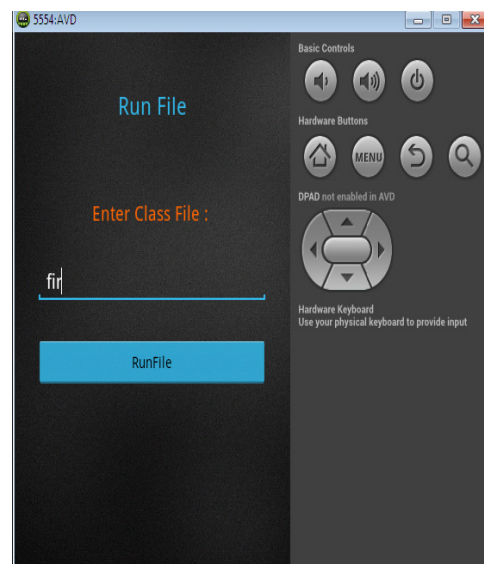 5554:AVD
Run File
Enter Class File :
fir
RunFile
Basic Controls
Hardware Buttons
MENU
DPAD not enabled in AVD
Hardware Keyboard
Use your physical keyboard to provide input